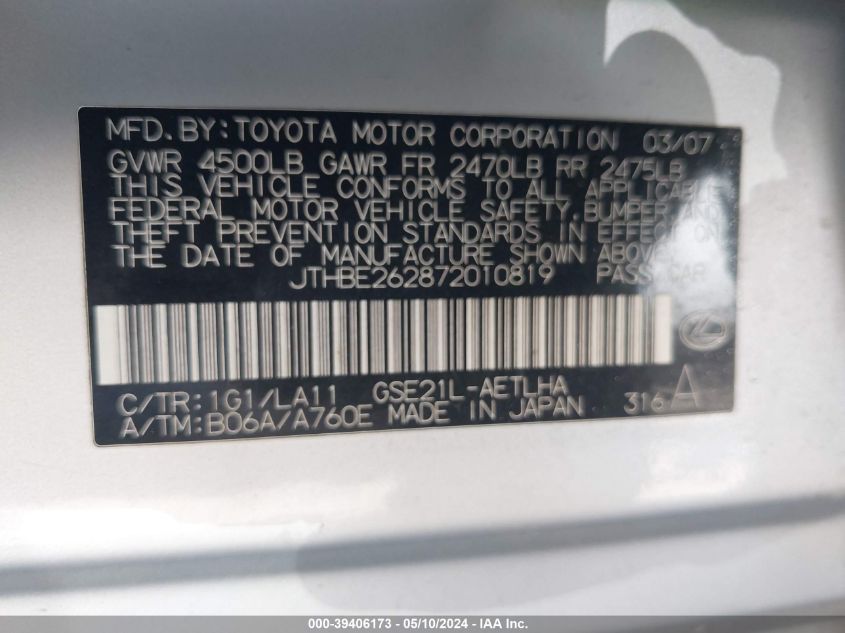 MFD.BY:TOYOTA MOTOR CORPORATION 03/07
GVWR 4500LB GAWR FR 2470LB RR 2475LB
THIS VEHICLE CONFORMS TO ALL APPLICABLE
FEDERAL MOTOR VEHICLE SAFETY,BUMPER,AND
THEFT PREVENTION STANDARDS IN EFFECT ON
THE DATE OF MANUFACTURE SHOWN ABOVE.
JTHBE262872010819 PASS.CAR
C/TR:1G1/LA11 GSE21L-AETLHA
A/TM:B06A/A760E MADE IN JAPAN 316 A
000-39406173 - 05/10/2024 - IAA Inc.